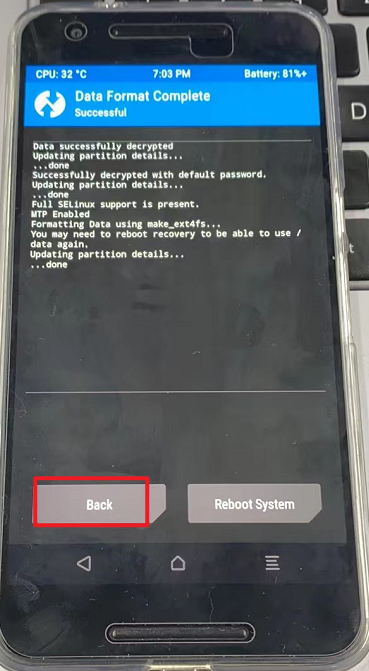 CPU: 32 °C 7:03 PM Battery: 81%+
Data Format Complete
Successful
Data successfully decrypted
Updating partition details...
...done
Successfully decrypted with default password.
Updating partition details...
...done
Full SELinux support is present.
MTP Enabled
Formatting Data using make_ext4fs...
You may need to reboot recovery to be able to use /
data again.
Updating partition details...
...done
Back Reboot System
D
t